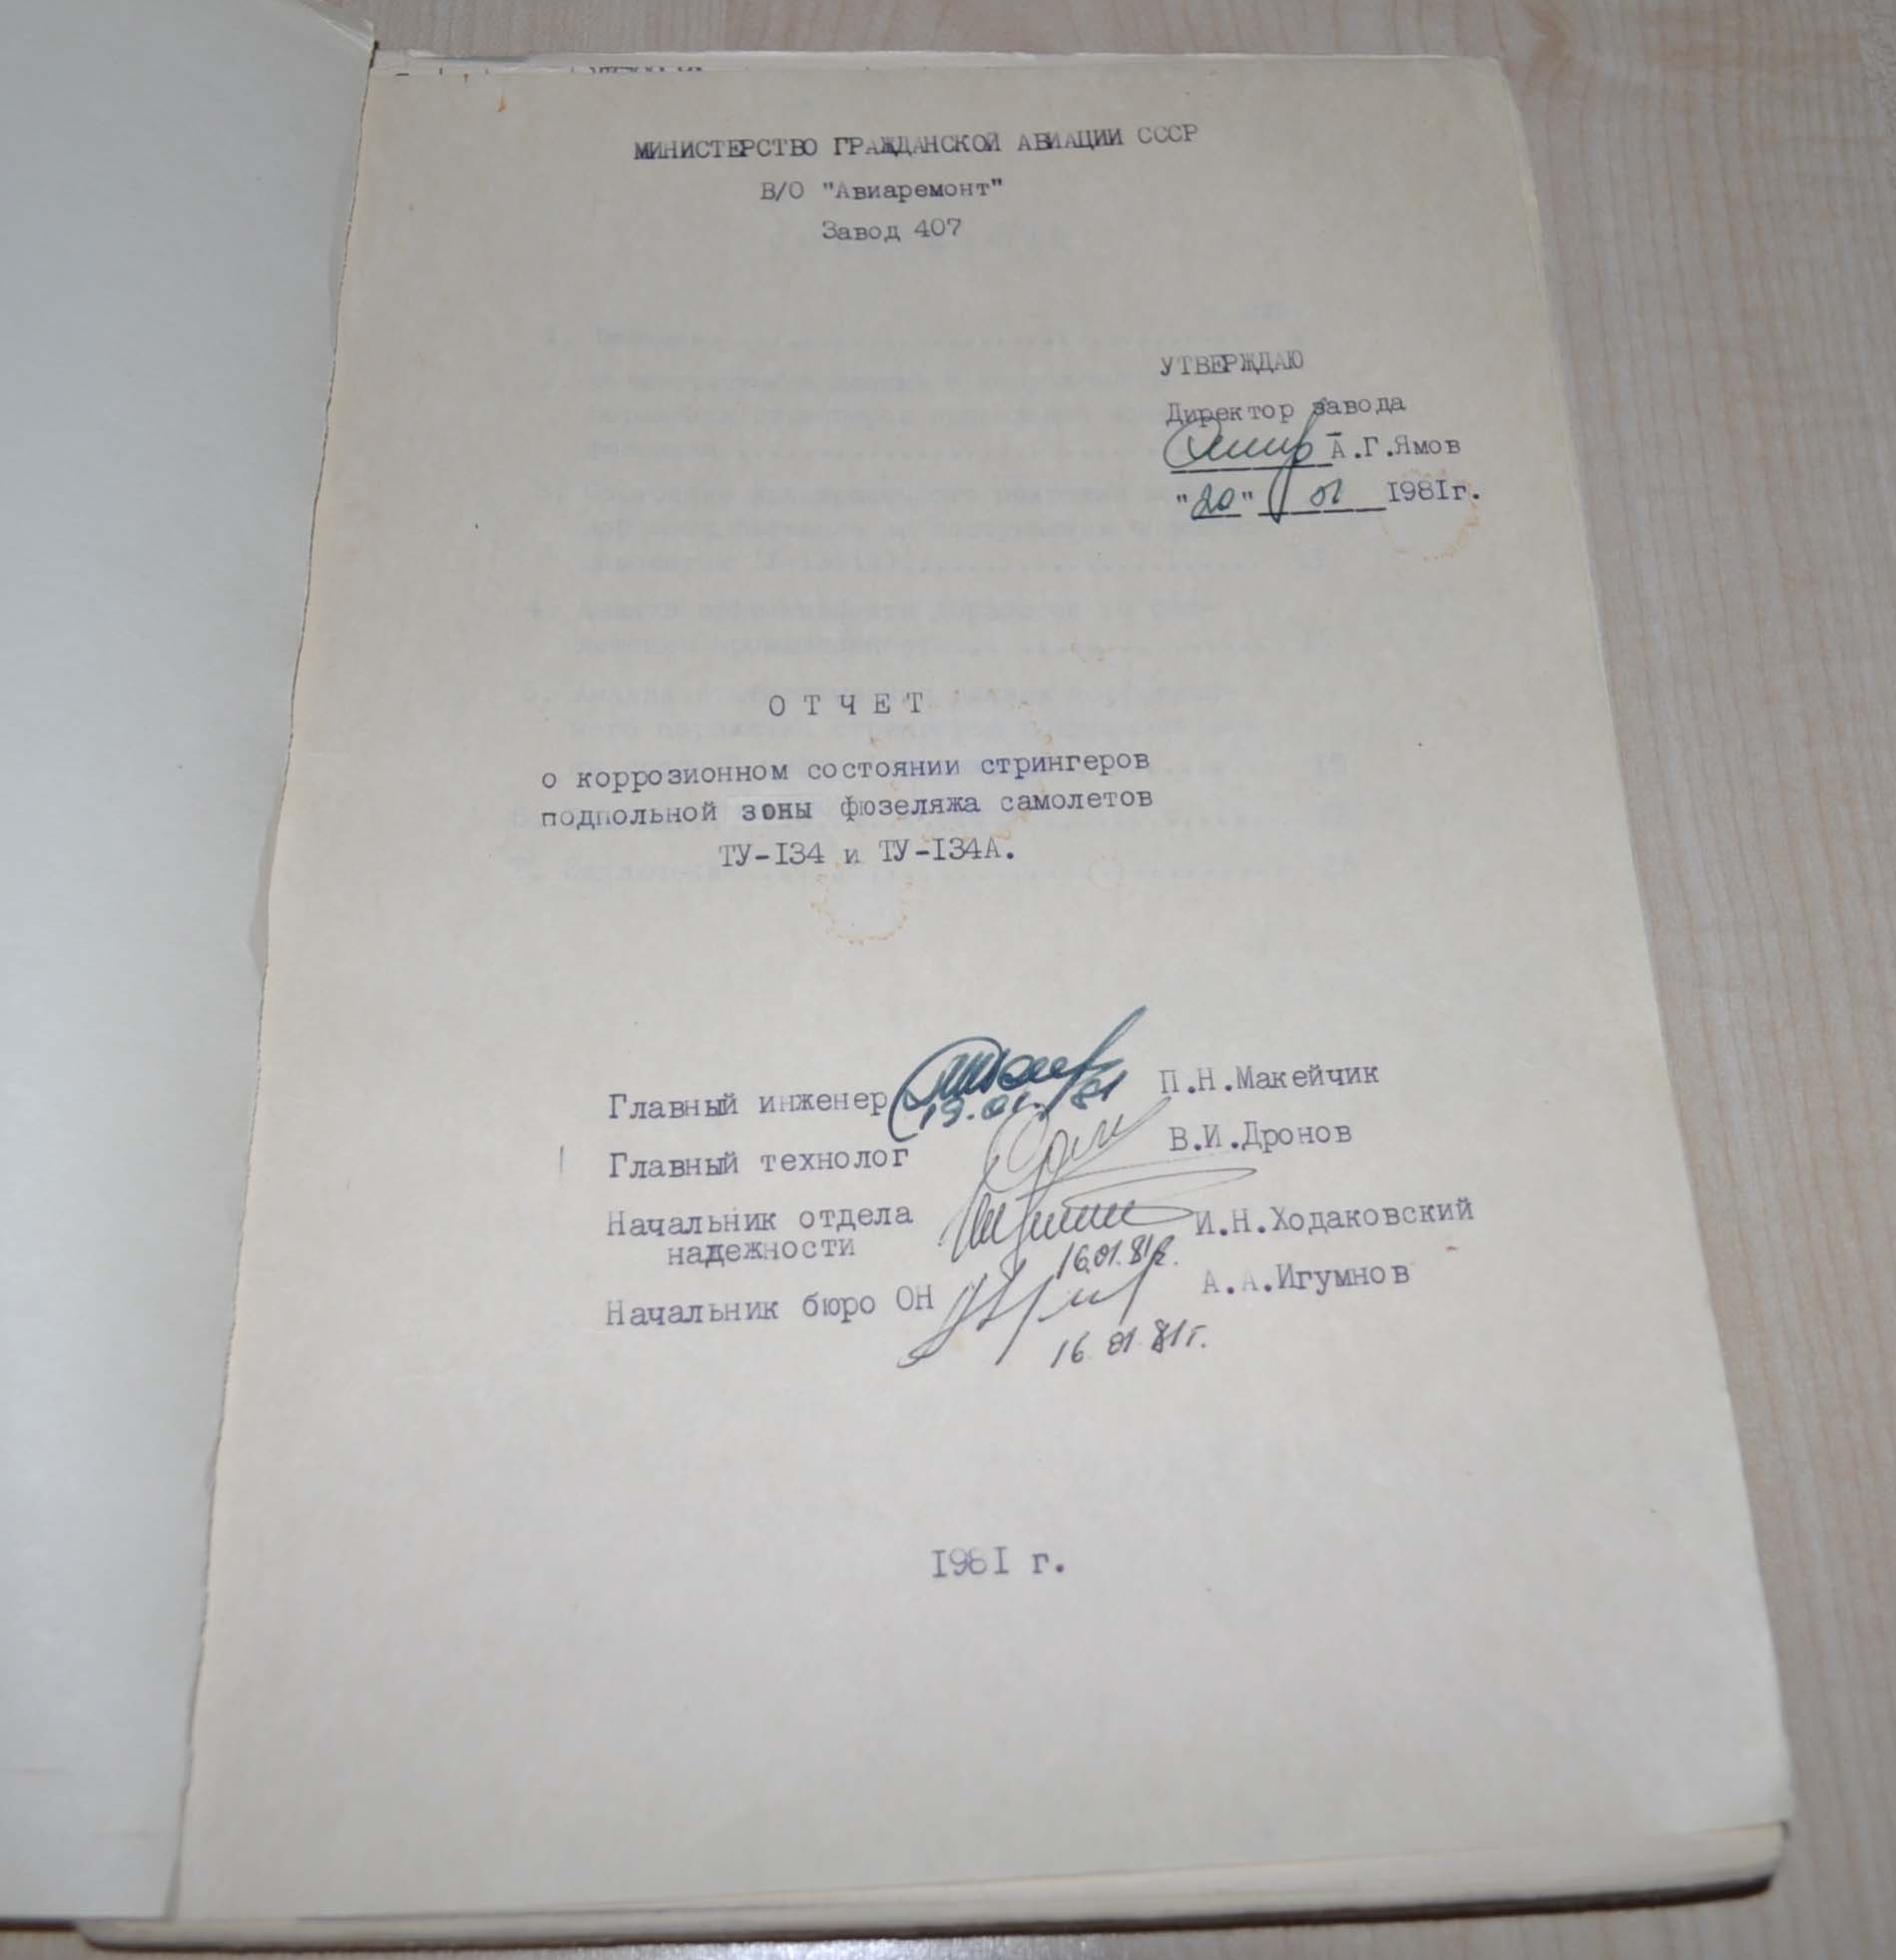 МИНИСТЕРСТВО ГРАЖДАНСКОЙ АВИАЦИИ СССР
В/О "Авиаремонт"
Завод 407
УТВЕРЖДАЮ
Директор завода
А.Г.Ямов
"20" 01 1981г.
ОТЧЕТ
о коррозионном состоянии стрингеров
подпольной зоны фюзеляжа самолетов
ТУ-134 и ТУ-134А.
Главный инженер П.Н.Макейчик
19.01.81
Главный технолог В.И.Дронов
Начальник отдела
надежности И.Н.Ходаковский
16.01.81г.
Начальник бюро ОН А.А.Игумнов
16.01.81г.
1981 г.